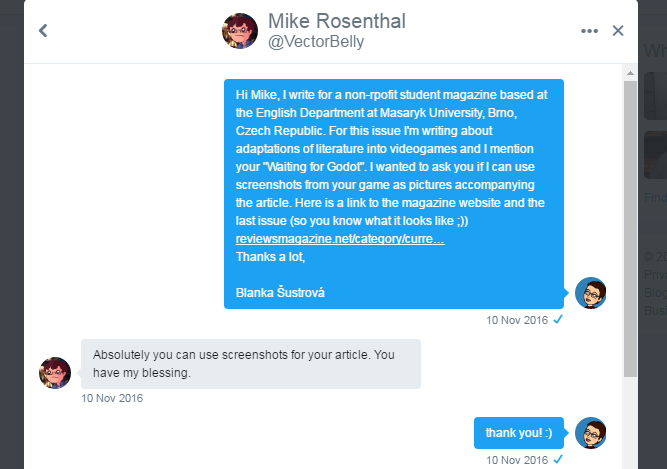 Mike Rosenthal
@VectorBelly
Hi Mike, I write for a non-rpofit student magazine based at
the English Department at Masaryk University, Brno,
Czech Republic. For this issue I'm writing about
adaptations of literature into videogames and I mention
your "Waiting for Godot". I wanted to ask you if I can use
screenshots from your game as pictures accompanying
the article. Here is a link to the magazine website and the
last issue (so you know what it looks like ;))
reviewsmagazine.net/category/curre…
Thanks a lot,
Blanka Šustrová
10 Nov 2016
Absolutely you can use screenshots for your article. You
have my blessing.
10 Nov 2016
thank you! :)
10 Nov 2016
Find